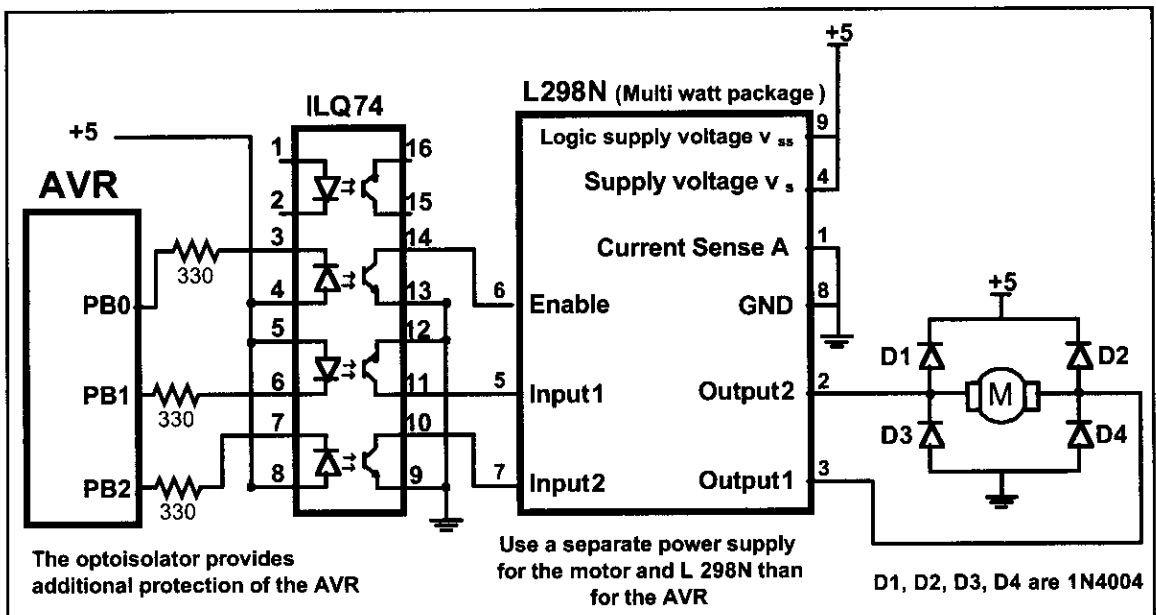 +5
L298N (Multi watt package)
ILQ74
+5
AVR
1
16
2
15
3
14
4
13
5
12
6
11
7
10
8
9
330
330
330
PB0
PB1
PB2
Logic supply voltage v ss
9
Supply voltage v s
4
Current Sense A
1
6
Enable
GND
8
5
Input1
Output2
2
7
Input2
Output1
3
+5
D1
D2
M
D3
D4
The optoisolator provides
additional protection of the AVR
Use a separate power supply
for the motor and L 298N than
for the AVR
D1, D2, D3, D4 are 1N4004